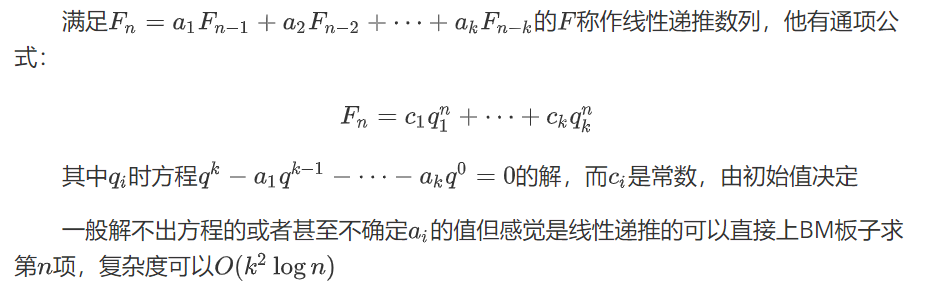 满足$F_n = a_1F_{n-1} + a_2F_{n-2} + \cdots + a_kF_{n-k}$的$F$称作线性递推数列，他有通项公
式：
$F_n = c_1q_1^n + \cdots + c_kq_k^n$
其中$q_i$时方程$q^k - a_1q^{k-1} - \cdots - a_kq^0 = 0$的解，而$c_i$是常数，由初始值决定
一般解不出方程的或者甚至不确定$a_i$的值但感觉是线性递推的可以直接上BM板子求
第$n$项，复杂度可以$O(k^2 \log n)$